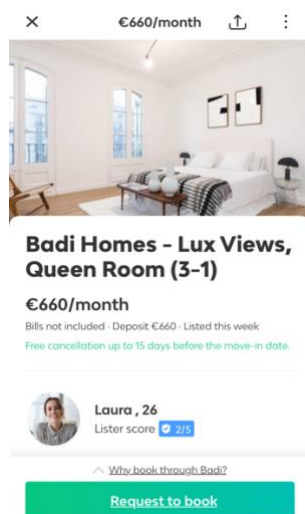 €660/month
Badi Homes - Lux Views,
Queen Room (3-1)
€660/month
Bills not included · Deposit €660 · Listed this week
Free cancellation up to 15 days before the move-in date.
Laura , 26
Lister score 2/5
Why book through Badi?
Request to book